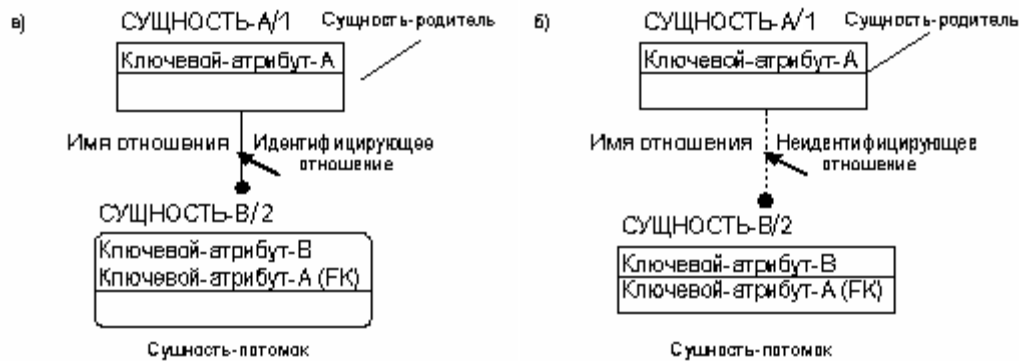 а)
СУЩНОСТЬ-А/1
Сущность-родитель
Ключевой-атрибут-А
Имя отношения
Идентифицирующее
отношение
СУЩНОСТЬ-В/2
Ключевой-атрибут-В
Ключевой-атрибут-А (FK)
Сущность-потомок
б)
СУЩНОСТЬ-А/1
Сущность-родитель
Ключевой-атрибут-А
Имя отношения
Неидентифицирующее
отношение
СУЩНОСТЬ-В/2
Ключевой-атрибут-В
Ключевой-атрибут-А (FK)
Сущность-потомок